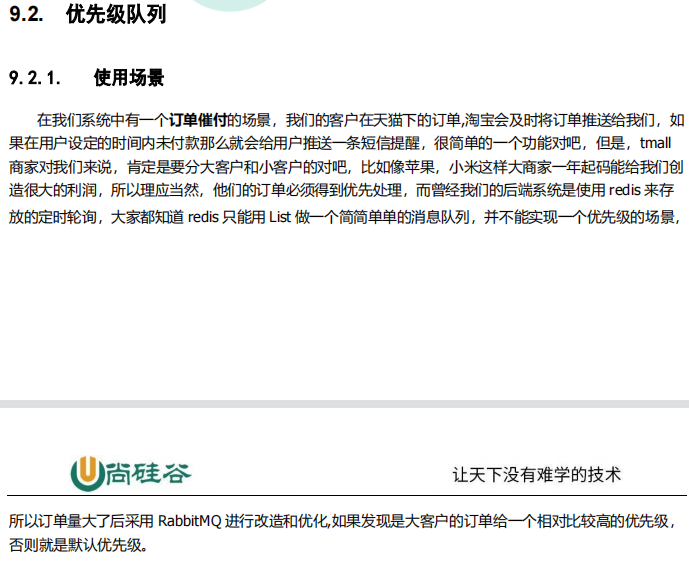 9.2. 优先级队列
9.2.1. 使用场景
在我们系统中有一个订单催付的场景，我们的客户在天猫下的订单,淘宝会及时将订单推送给我们，如
果在用户设定的时间内未付款那么就会给用户推送一条短信提醒，很简单的一个功能对吧，但是，tmall
商家对我们来说，肯定是要分大客户和小客户的对吧，比如像苹果，小米这样大商家一年起码能给我们创
造很大的利润，所以理应当然，他们的订单必须得到优先处理，而曾经我们的后端系统是使用 redis 来存
放的定时轮询，大家都知道 redis 只能用 List 做一个简简单单的消息队列，并不能实现一个优先级的场景，
尚硅谷
让天下没有难学的技术
所以订单量大了后采用 RabbitMQ 进行改造和优化,如果发现是大客户的订单给一个相对比较高的优先级，
否则就是默认优先级。